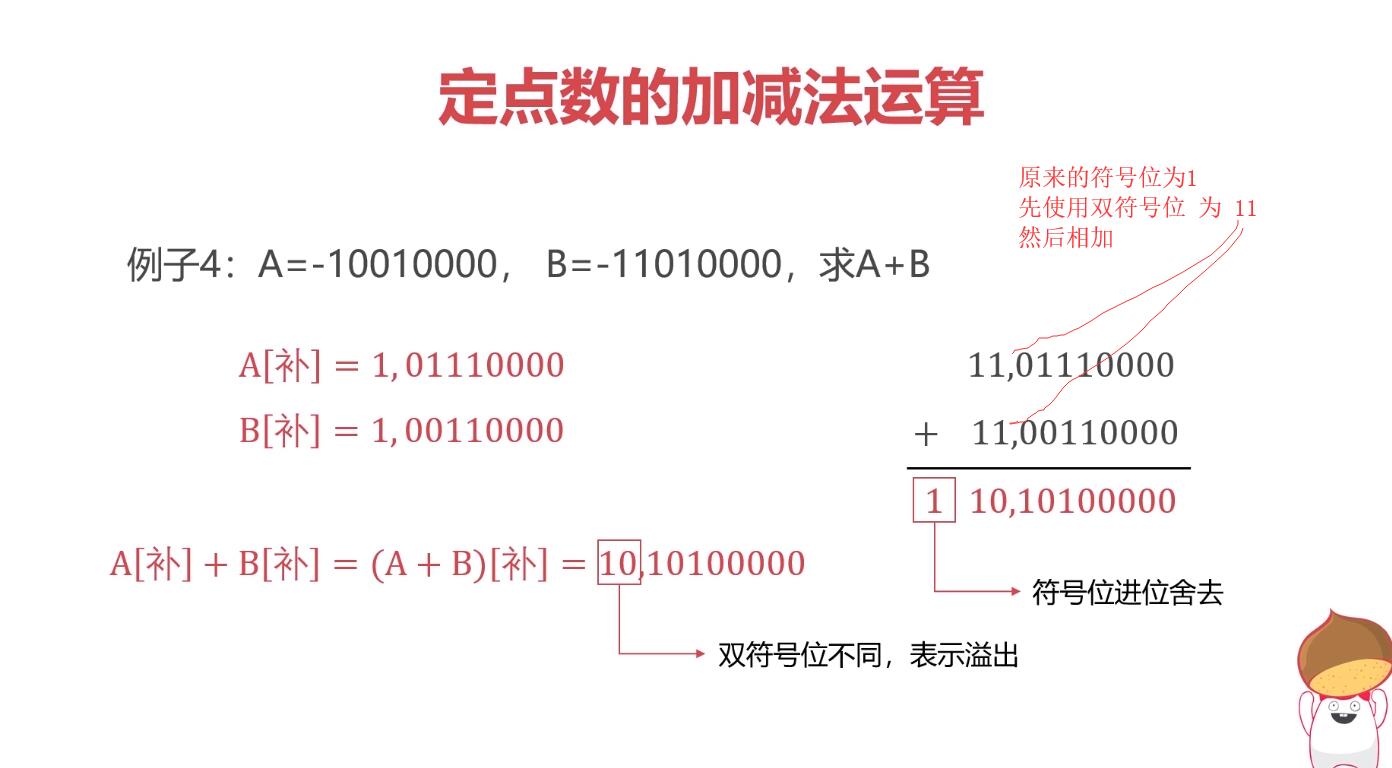 定点数的加减法运算
原来的符号位为1
先使用双符号位 为 11
然后相加
例子4：A=-10010000， B=-11010000，求A+B
A[补] = 1, 01110000
B[补] = 1, 00110000
11,01110000
+ 11,00110000
1 10,10100000
A[补] + B[补] = (A + B)[补] = 10,10100000
符号位进位舍去
双符号位不同，表示溢出